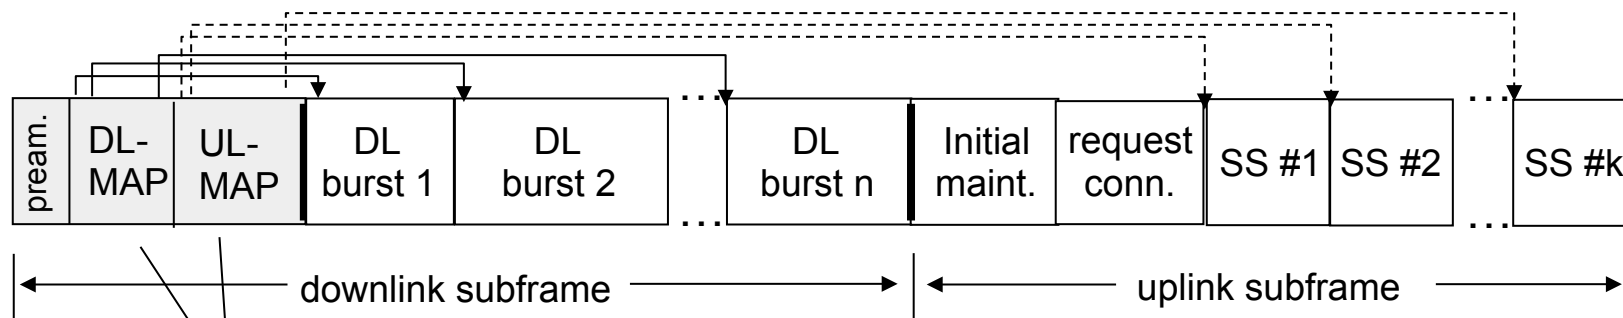 pream.
DL-
MAP
UL-
MAP
DL
burst 1
DL
burst 2
...
...
DL
burst n
Initial
maint.
request
conn.
SS #1
SS #2
...
...
SS #k
downlink subframe
uplink subframe